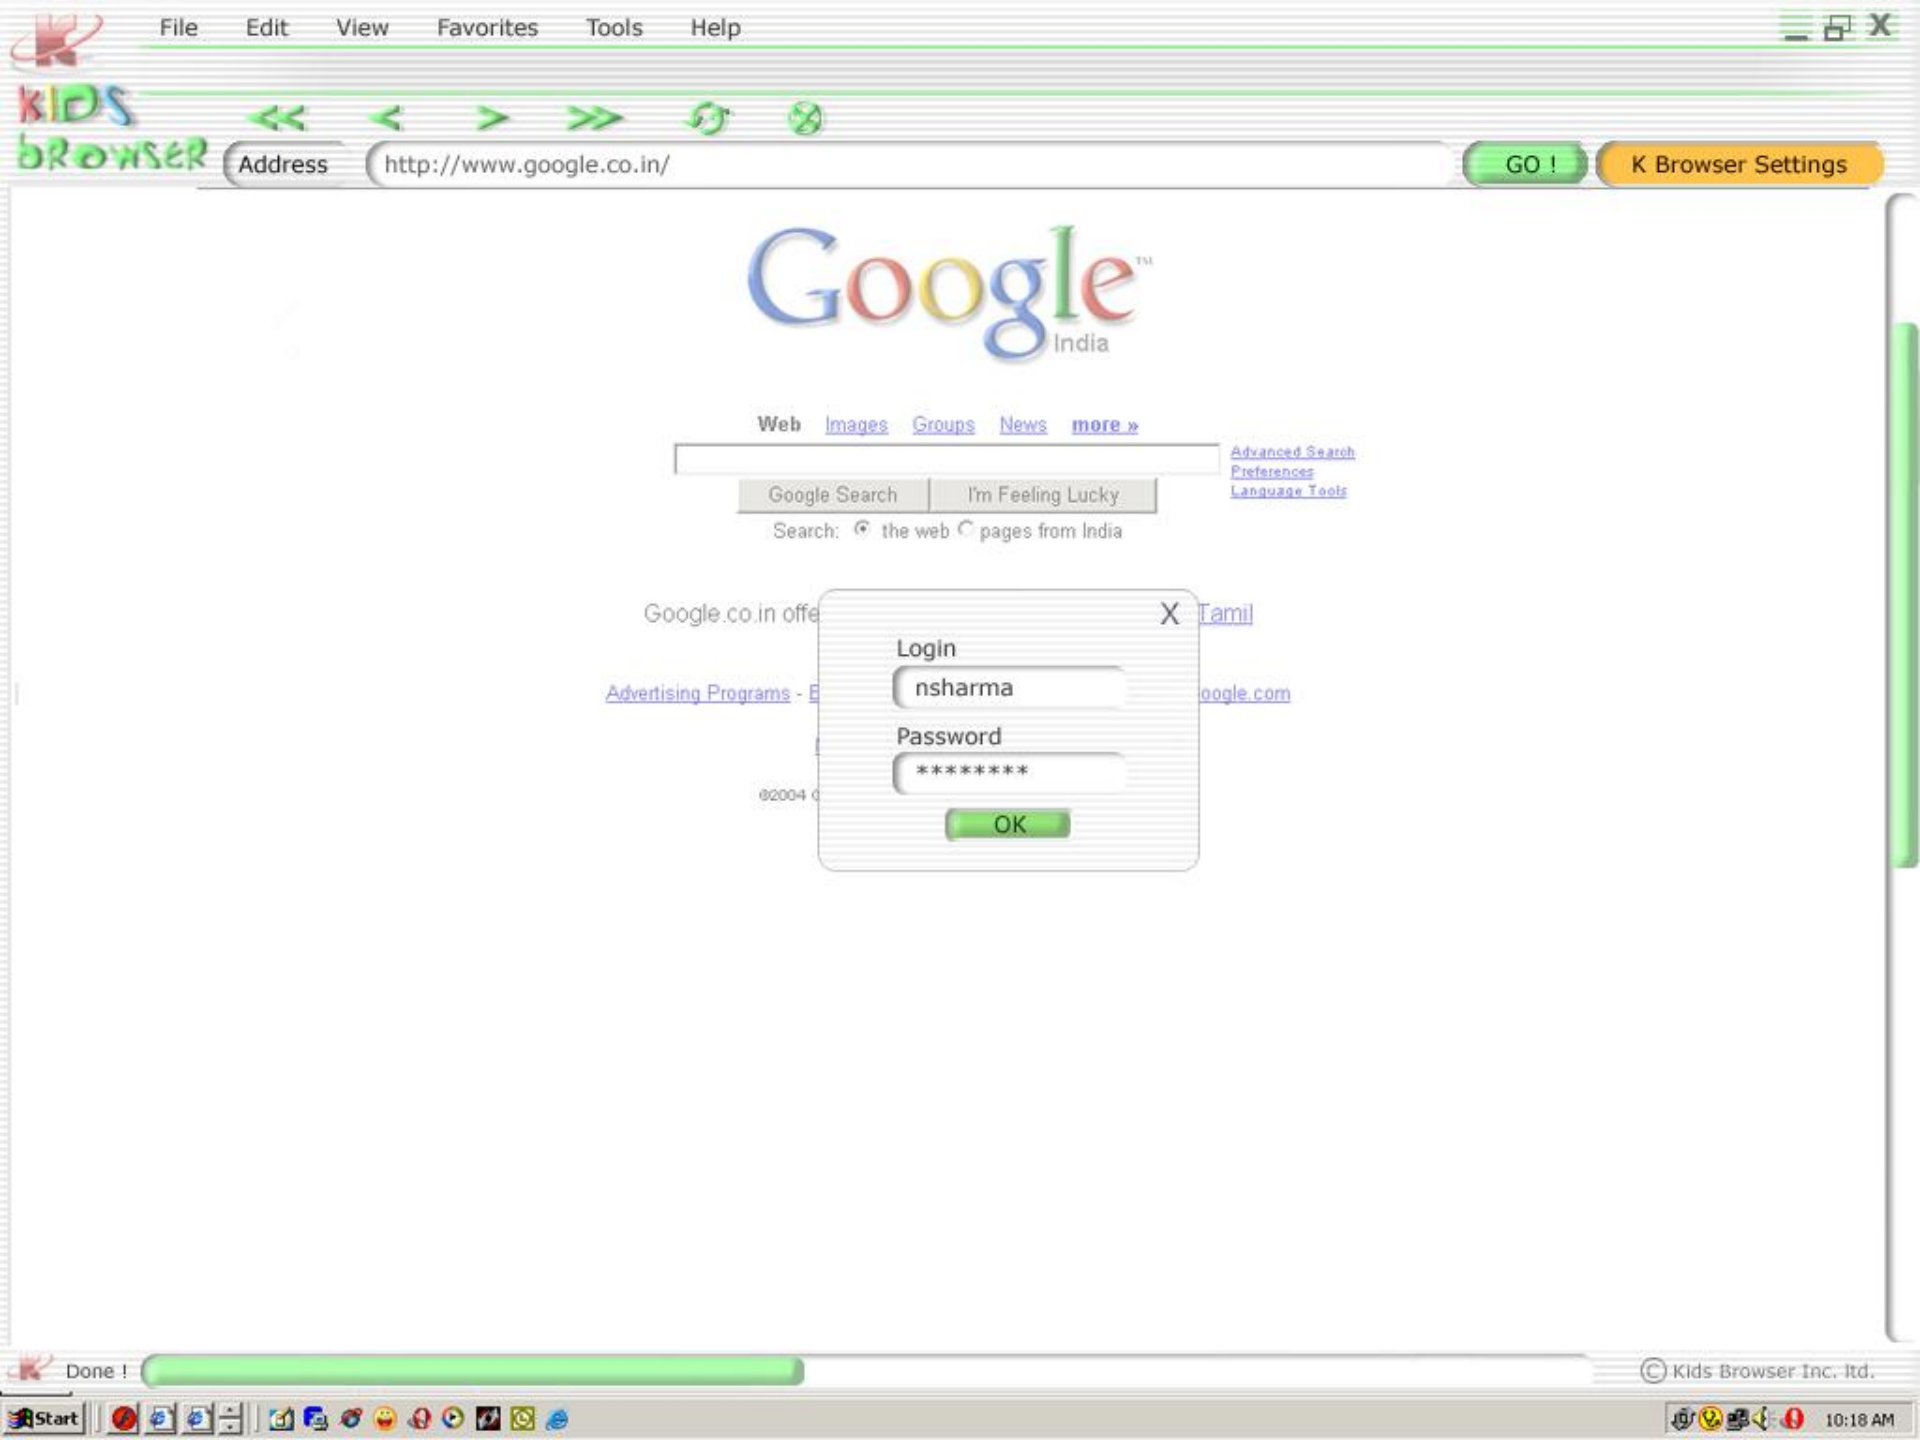 File Edit View Favorites Tools Help X
KIDS
BROWSER
<< < > >>
Address http://www.google.co.in/ GO ! K Browser Settings
Google™
India
Web Images Groups News more »
Advanced Search
Preferences
Language Tools
Google Search I'm Feeling Lucky
Search: the web pages from India
Google.co.in offe Tamil
X
Login
nsharma
Advertising Programs - oogle.com
Password
********
©2004
OK
Done ! © Kids Browser Inc. ltd.
Start 10:18 AM